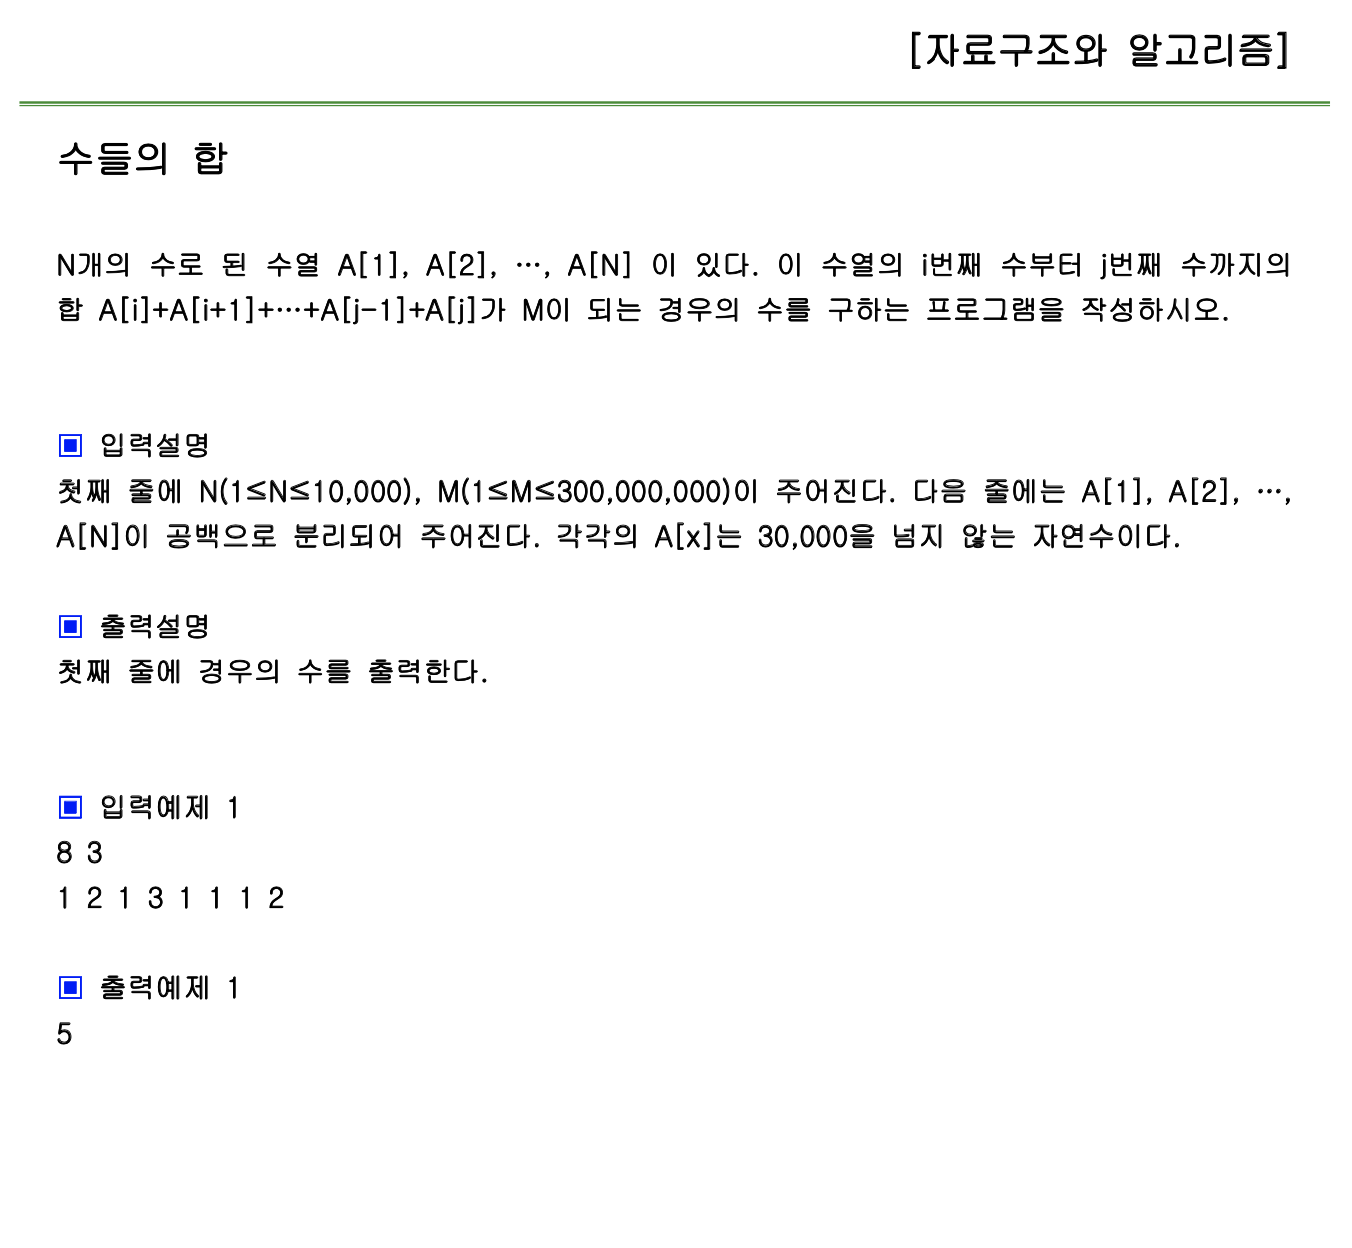 [자료구조와 알고리즘]
수들의 합
N개의 수로 된 수열 A[1], A[2], …, A[N] 이 있다. 이 수열의 i번째 수부터 j번째 수까지의
합 A[i]+A[i+1]+…+A[j-1]+A[j]가 M이 되는 경우의 수를 구하는 프로그램을 작성하시오.
▣ 입력설명
첫째 줄에 N(1≤N≤10,000), M(1≤M≤300,000,000)이 주어진다. 다음 줄에는 A[1], A[2], …,
A[N]이 공백으로 분리되어 주어진다. 각각의 A[x]는 30,000을 넘지 않는 자연수이다.
▣ 출력설명
첫째 줄에 경우의 수를 출력한다.
▣ 입력예제 1
8 3
1 2 1 3 1 1 1 2
▣ 출력예제 1
5